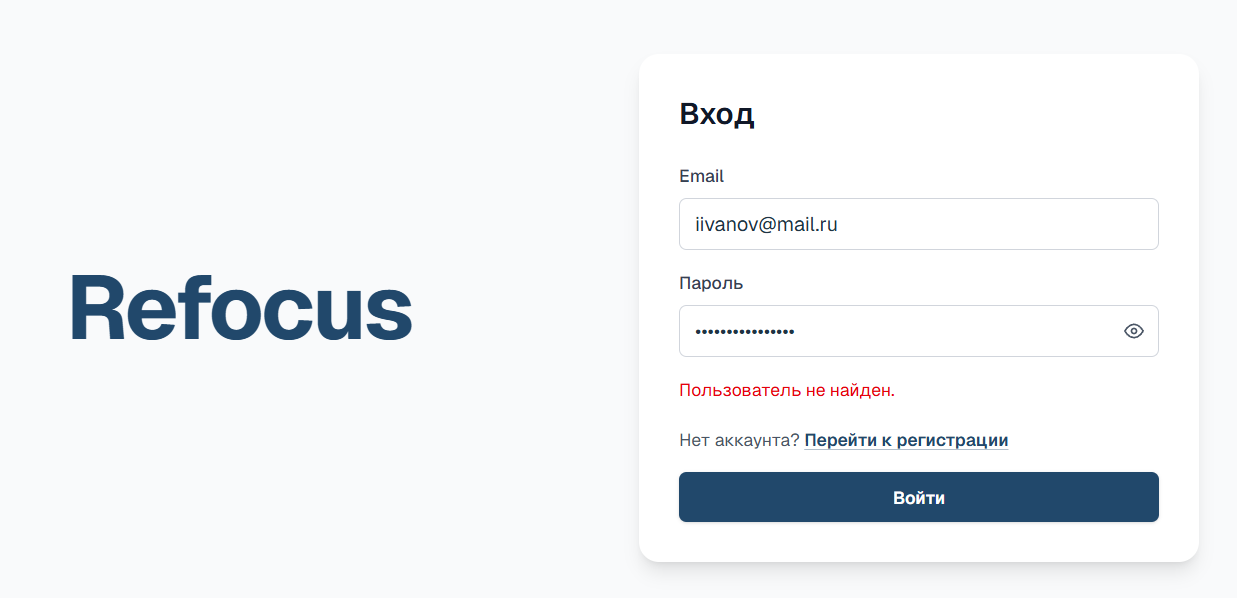 Refocus
Вход
Email
iivanov@mail.ru
Пароль
••••••••••••••••
Пользователь не найден.
Нет аккаунта? Перейти к регистрации
Войти